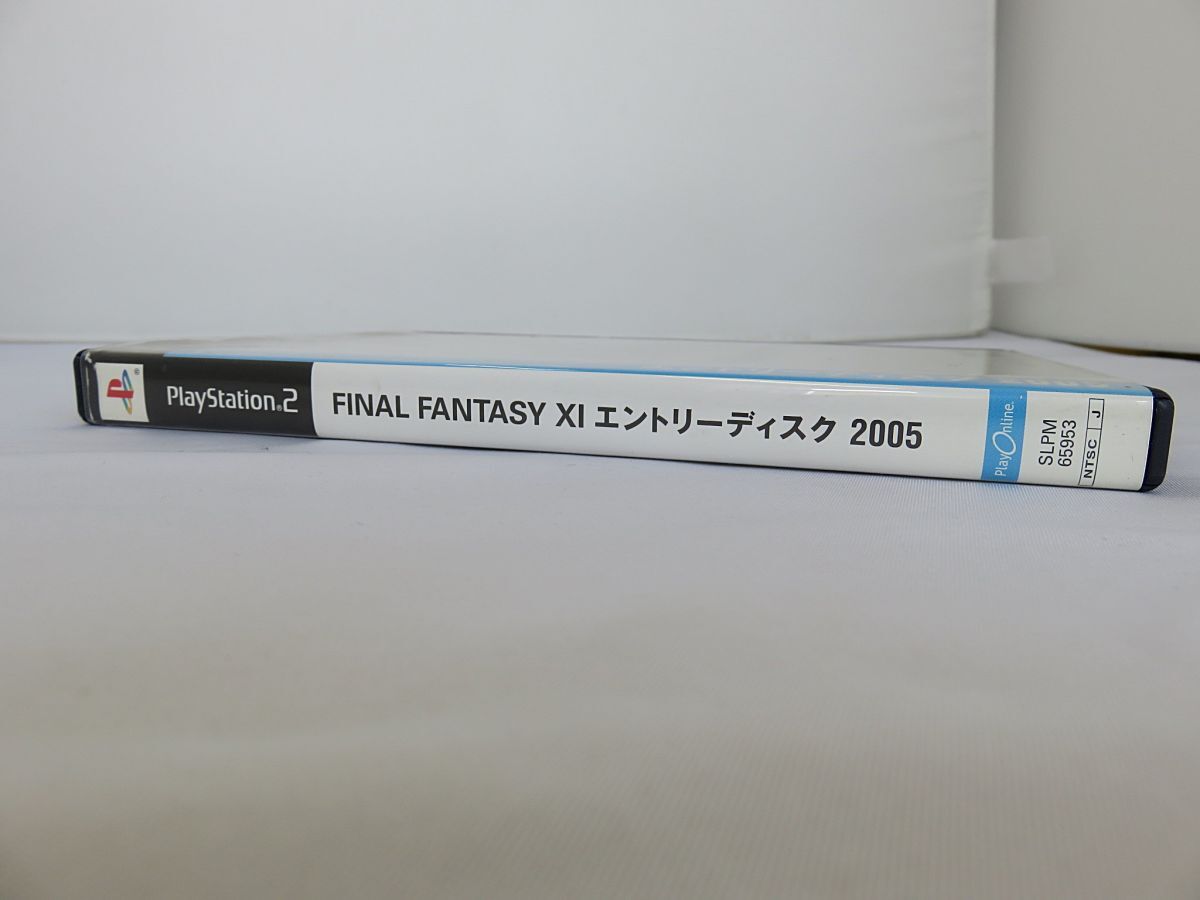 PlayStation®2
FINAL FANTASY XI エントリーディスク 2005
PlayOnline
SLPM
65953
NTSC J